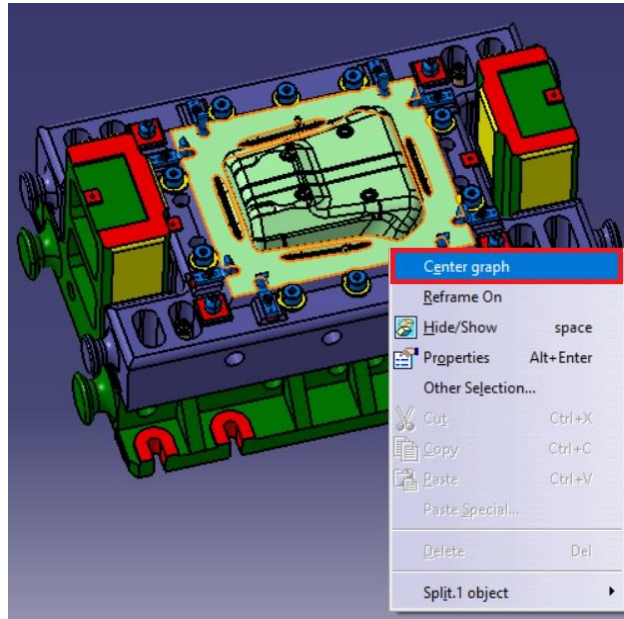 Center graph
Reframe On
Hide/Show space
Properties Alt+Enter
Other Selection...
Cut Ctrl+X
Copy Ctrl+C
Paste Ctrl+V
Paste Special...
Delete Del
Split.1 object